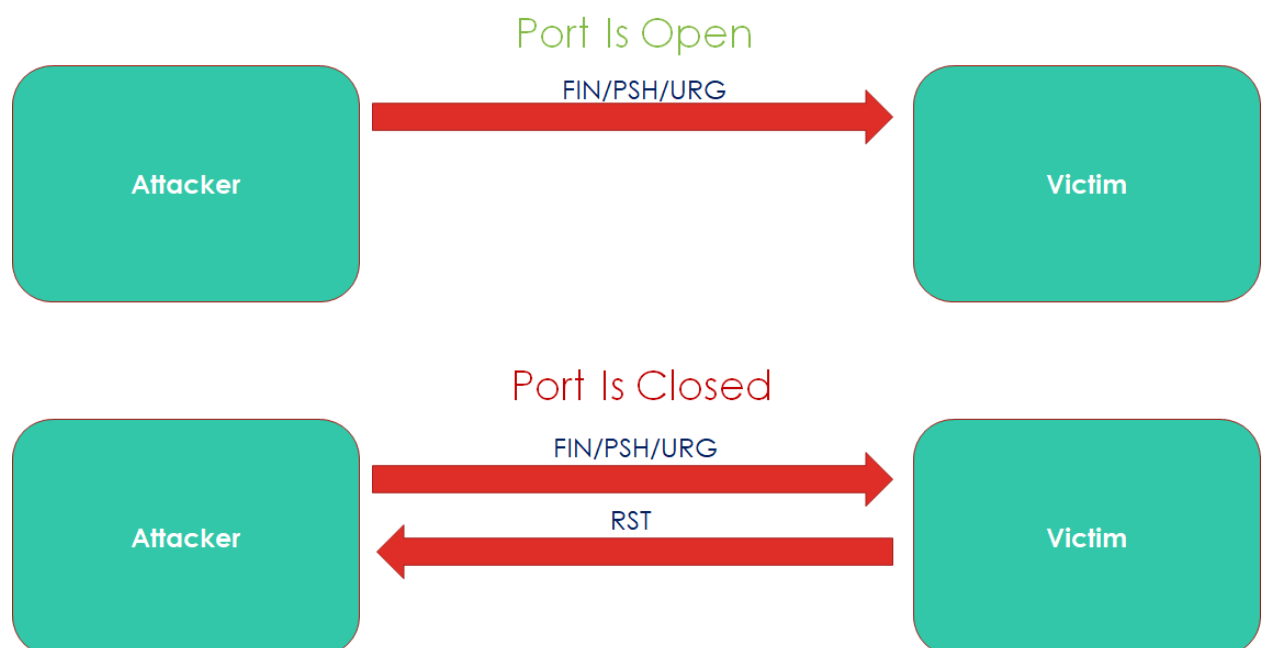 Port Is Open
FIN/PSH/URG
Attacker
Victim
Port Is Closed
FIN/PSH/URG
RST
Attacker
Victim